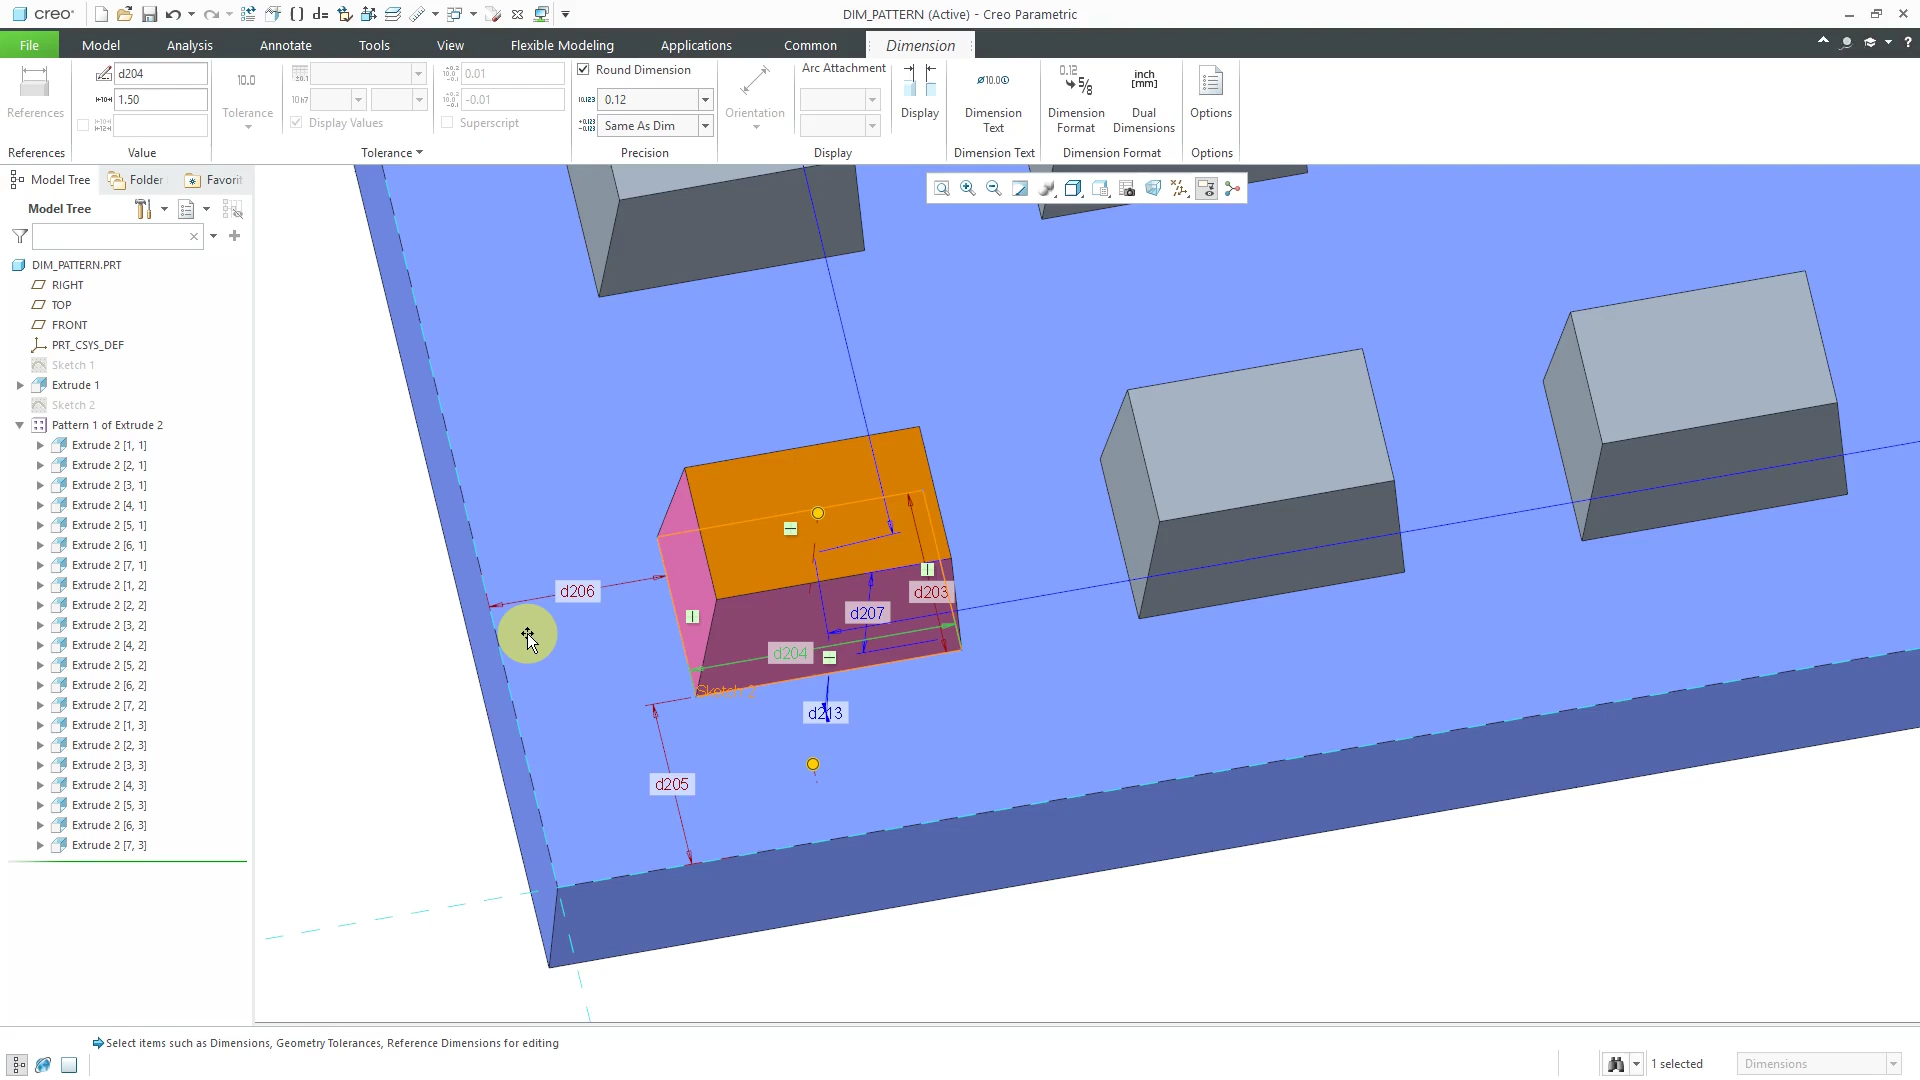 creo
d=
DIM_PATTERN (Active) - Creo Parametric
File
Model
Analysis
Annotate
Tools
View
Flexible Modeling
Applications
Common
Dimension
References
References
d204
1.50
Value
10.0
Tolerance
Display Values
0.01
-0.01
Superscript
Tolerance
Round Dimension
0.12
Same As Dim
Precision
Orientation
Arc Attachment
Display
Display
Dimension
Text
Dimension Text
Dimension
Format
inch
[mm]
Dual
Dimensions
Dimension Format
Options
Options
Model Tree
Folder
Favorit
Model Tree
DIM_PATTERN.PRT
RIGHT
TOP
FRONT
PRT_CSYS_DEF
Sketch 1
Extrude 1
Sketch 2
Pattern 1 of Extrude 2
Extrude 2 [1, 1]
Extrude 2 [2, 1]
Extrude 2 [3, 1]
Extrude 2 [4, 1]
Extrude 2 [5, 1]
Extrude 2 [6, 1]
Extrude 2 [7, 1]
Extrude 2 [1, 2]
Extrude 2 [2, 2]
Extrude 2 [3, 2]
Extrude 2 [4, 2]
Extrude 2 [5, 2]
Extrude 2 [6, 2]
Extrude 2 [7, 2]
Extrude 2 [1, 3]
Extrude 2 [2, 3]
Extrude 2 [3, 3]
Extrude 2 [4, 3]
Extrude 2 [5, 3]
Extrude 2 [6, 3]
Extrude 2 [7, 3]
d206
d203
d207
d204
Sketch 2
d213
d205
Select items such as Dimensions, Geometry Tolerances, Reference Dimensions for editing
1 selected
Dimensions